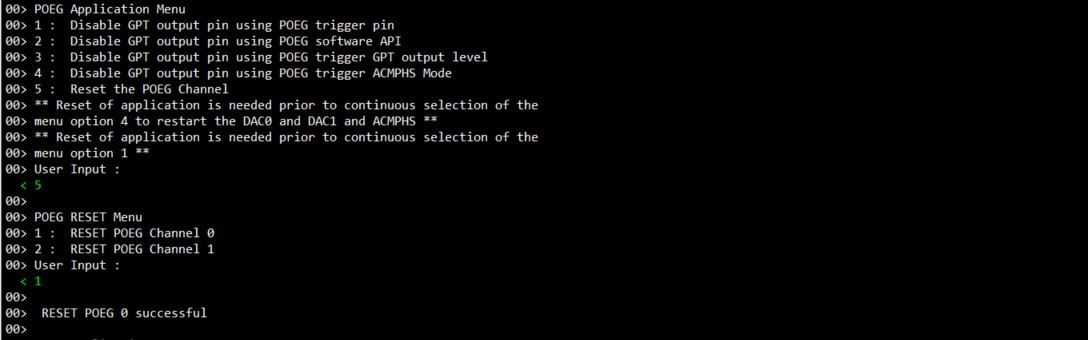 00> POEG Application Menu
00> 1 :  Disable GPT output pin using POEG trigger pin
00> 2 :  Disable GPT output pin using POEG software API
00> 3 :  Disable GPT output pin using POEG trigger GPT output level
00> 4 :  Disable GPT output pin using POEG trigger ACMPHS Mode
00> 5 :  Reset the POEG Channel
00> ** Reset of application is needed prior to continuous selection of the
00> menu option 4 to restart the DAC0 and DAC1 and ACMPHS **
00> ** Reset of application is needed prior to continuous selection of the
00> menu option 1 **
00> User Input :
< 5
00>
00> POEG RESET Menu
00> 1 :  RESET POEG Channel 0
00> 2 :  RESET POEG Channel 1
00> User Input :
< 1
00>
00>  RESET POEG 0 successful
00>